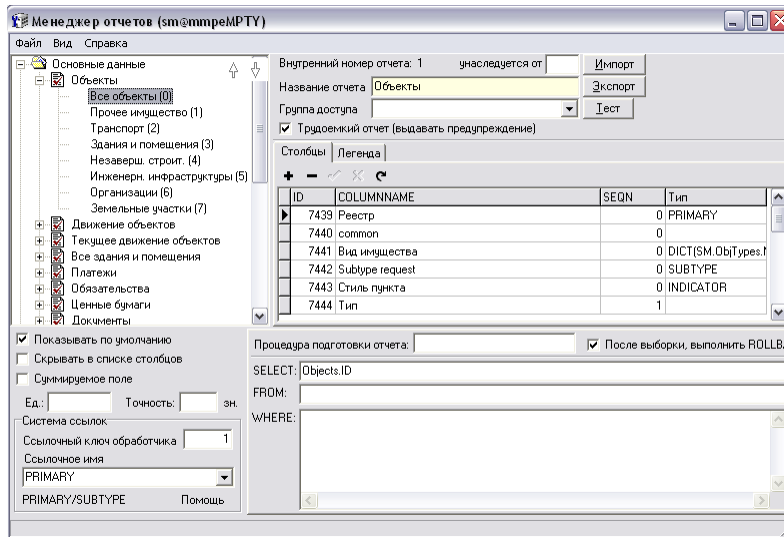 Менеджер отчетов (sm@mmpeMPTY)
Файл Вид Справка
Основные данные
Объекты
Все объекты (0)
Прочее имущество (1)
Транспорт (2)
Здания и помещения (3)
Незаверш. строит. (4)
Инженерн. инфраструктуры (5)
Организации (6)
Земельные участки (7)
Движение объектов
Текущее движение объектов
Все здания и помещения
Платежи
Обязательства
Ценные бумаги
Документы
Внутренний номер отчета: 1 унаследуется от Импорт
Название отчета Объекты Экспорт
Группа доступа Тест
Трудоемкий отчет (выдавать предупреждение)
Столбцы Легенда
ID COLUMNNAME SEQN Тип
7439 Реестр 0 PRIMARY
7440 common 0
7441 Вид имущества 0 DICT(SM.ObjTypes.N
7442 Subtype request 0 SUBTYPE
7443 Стиль пункта 0 INDICATOR
7444 Тип 1
Показывать по умолчанию
Скрывать в списке столбцов
Суммируемое поле
Ед.: Точность: зн.
Система ссылок
Ссылочный ключ обработчика 1
Ссылочное имя
PRIMARY
PRIMARY/SUBTYPE Помощь
Процедура подготовки отчета: После выборки, выполнить ROLLBA
SELECT: Objects.ID
FROM:
WHERE: